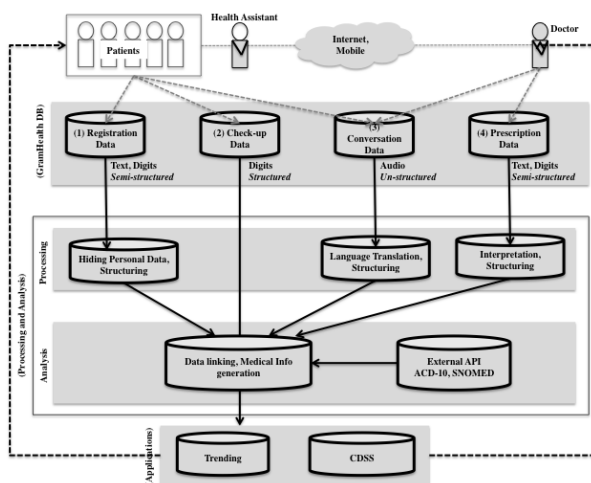 Health Assistant
Doctor
Patients
Internet,
Mobile
(GramHealth DB)
(1) Registration
Data
(2) Check-up
Data
(3)
Conversation
Data
(4) Prescription
Data
Text, Digits
Semi-structured
Digits
Structured
Audio
Un-structured
Text, Digits
Semi-structured
(Processing and Analysis)
Processing
Hiding Personal Data,
Structuring
Language Translation,
Structuring
Interpretation,
Structuring
Analysis
Data linking, Medical Info
generation
External API
ACD-10, SNOMED
Applications)
Trending
CDSS